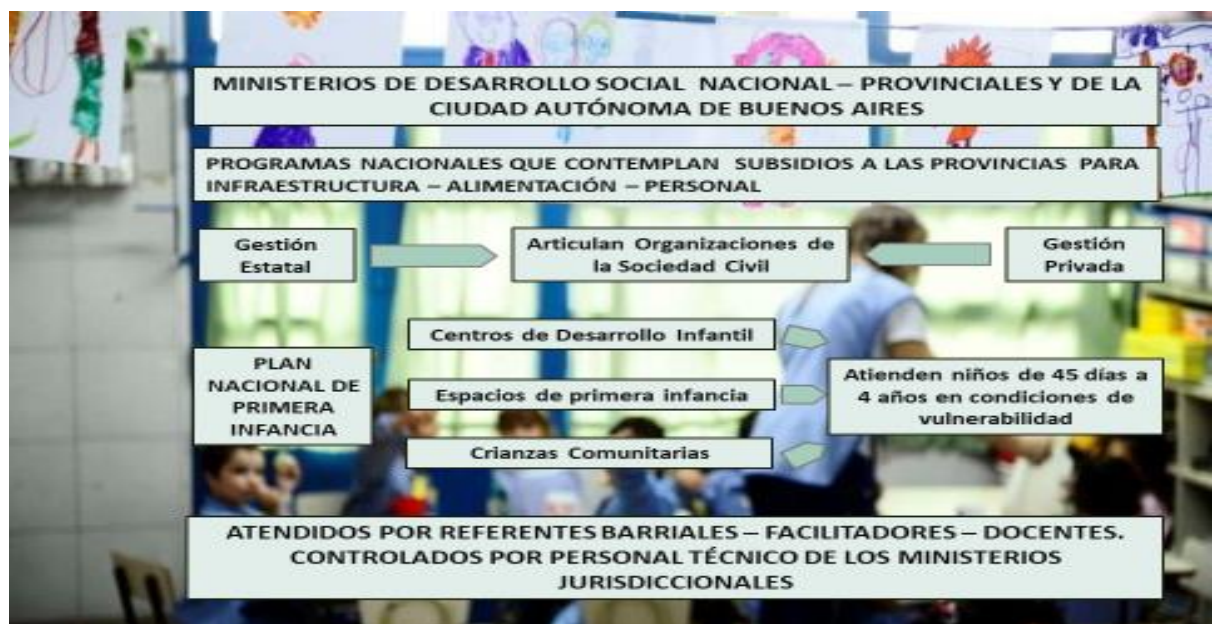 MINISTERIOS DE DESARROLLO SOCIAL NACIONAL – PROVINCIALES Y DE LA
CIUDAD AUTÓNOMA DE BUENOS AIRES
PROGRAMAS NACIONALES QUE CONTEMPLAN SUBSIDIOS A LAS PROVINCIAS PARA
INFRAESTRUCTURA – ALIMENTACIÓN – PERSONAL
Gestión
Estatal
Articulan Organizaciones de
la Sociedad Civil
Gestión
Privada
PLAN
NACIONAL DE
PRIMERA
INFANCIA
Centros de Desarrollo Infantil
Espacios de primera infancia
Crianzas Comunitarias
Atienden niños de 45 días a
4 años en condiciones de
vulnerabilidad
ATENDIDOS POR REFERENTES BARRIALES – FACILITADORES – DOCENTES.
CONTROLADOS POR PERSONAL TÉCNICO DE LOS MINISTERIOS
JURISDICCIONALES